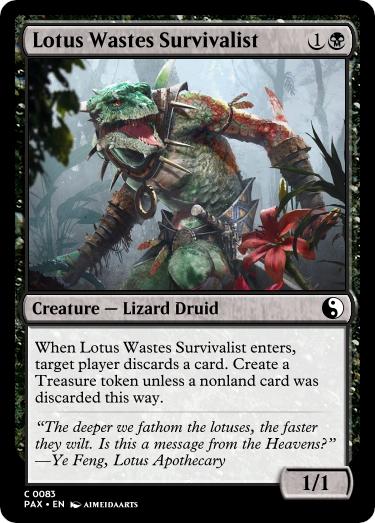 Lotus Wastes Survivalist 1
Creature — Lizard Druid
When Lotus Wastes Survivalist enters,
target player discards a card. Create a
Treasure token unless a nonland card was
discarded this way.
“The deeper we fathom the lotuses, the faster
they wilt. Is this a message from the Heavens?”
—Ye Feng, Lotus Apothecary
1/1
C 0083
PAX • EN AIMEIDAARTS